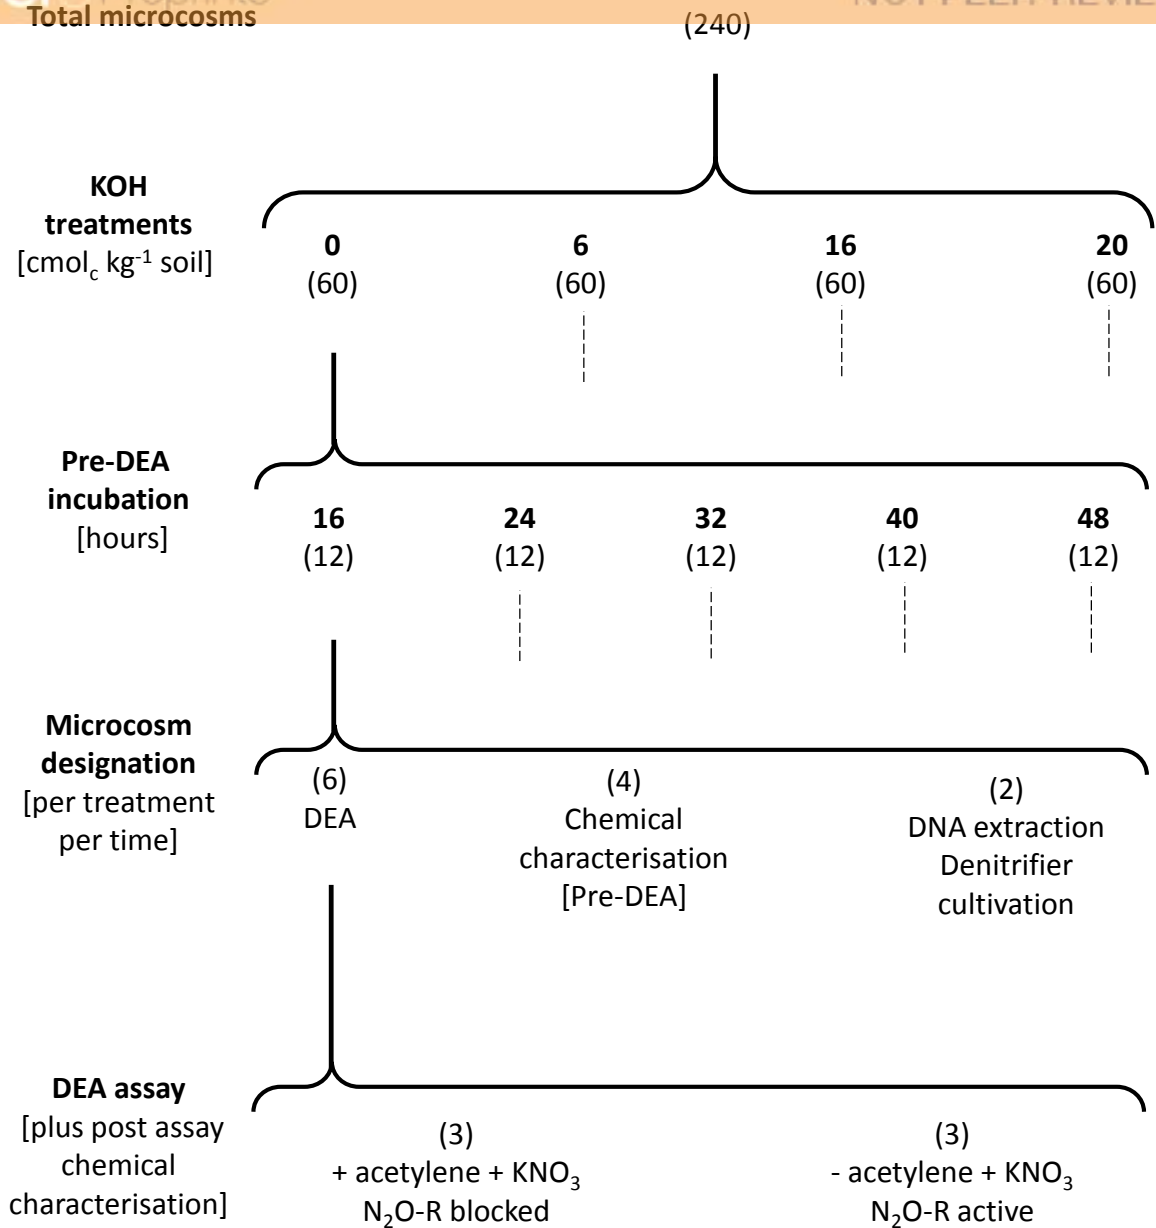 Total microcosms
(240)
KOH
treatments
[cmolc kg-1 soil]
0
(60)
6
(60)
16
(60)
20
(60)
Pre-DEA
incubation
[hours]
16
(12)
24
(12)
32
(12)
40
(12)
48
(12)
Microcosm
designation
[per treatment
per time]
(6)
DEA
(4)
Chemical
characterisation
[Pre-DEA]
(2)
DNA extraction
Denitrifier
cultivation
DEA assay
[plus post assay
chemical
characterisation]
(3)
+ acetylene + KNO3
N2O-R blocked
(3)
- acetylene + KNO3
N2O-R active